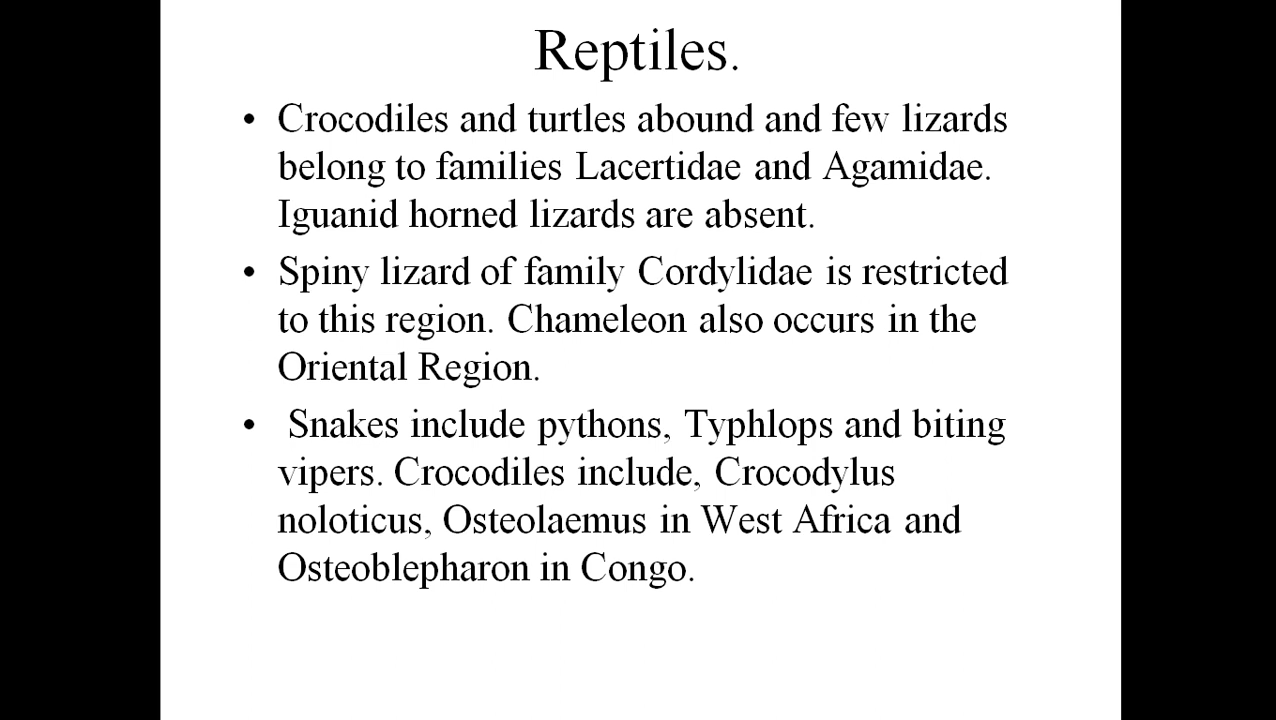 Reptiles.
• Crocodiles and turtles abound and few lizards
belong to families Lacertidae and Agamidae.
Iguanid horned lizards are absent.
• Spiny lizard of family Cordylidae is restricted
to this region. Chameleon also occurs in the
Oriental Region.
• Snakes include pythons, Typhlops and biting
vipers. Crocodiles include, Crocodylus
noloticus, Osteolaemus in West Africa and
Osteoblepharon in Congo.